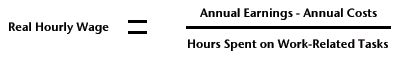 Annual Earnings - Annual Costs
Real Hourly Wage =
Hours Spent on Work-Related Tasks